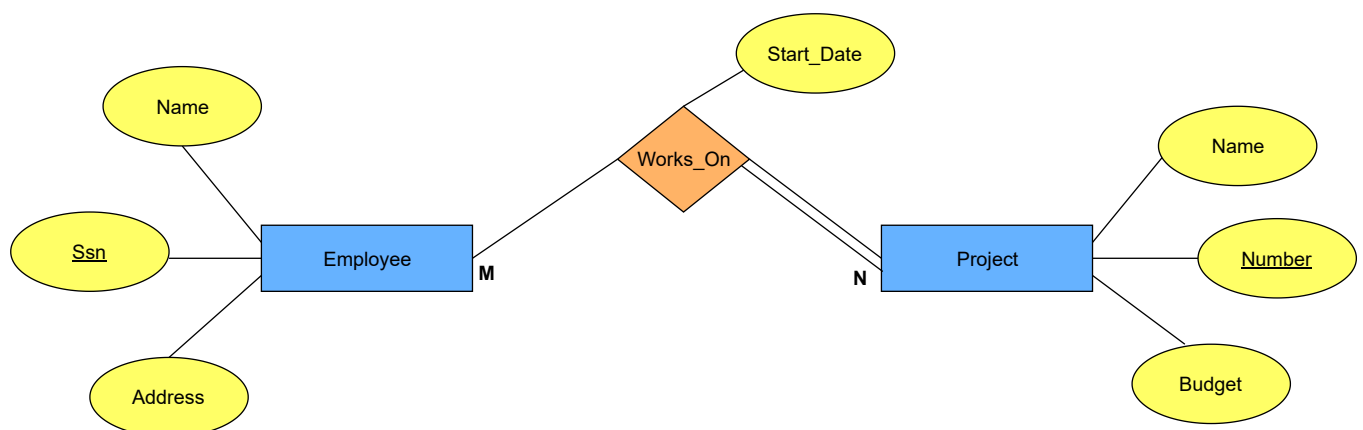 Start_Date
Name
Works_On
Name
Ssn
Employee
M
N
Project
Number
Address
Budget